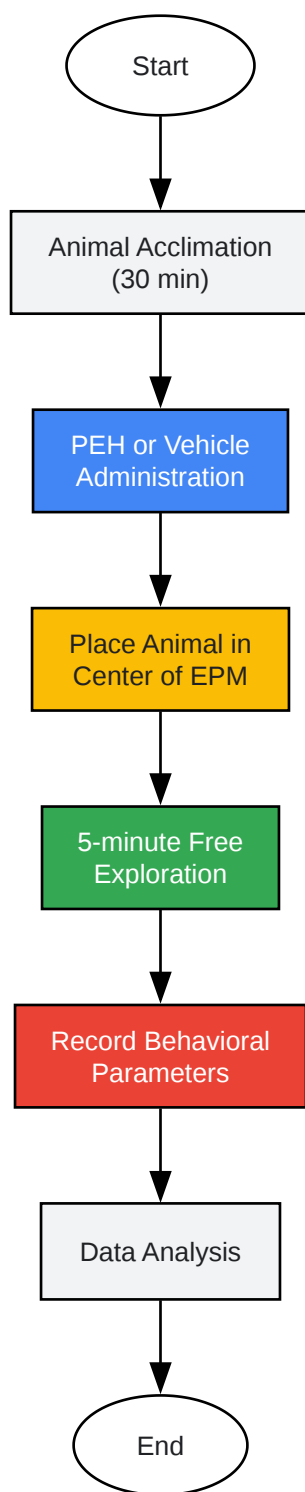 Start
Animal Acclimation
(30 min)
PEH or Vehicle
Administration
Place Animal in
Center of EPM
5-minute Free
Exploration
Record Behavioral
Parameters
Data Analysis
End